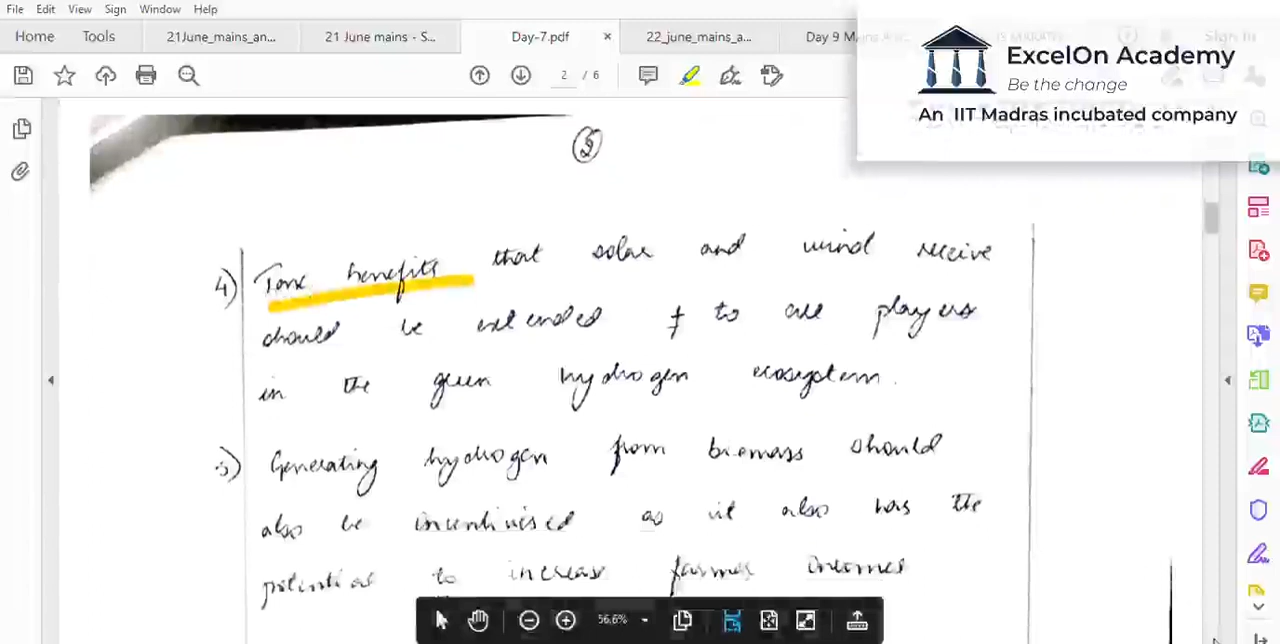 File Edit View Sign Window Help
Home Tools 21June_mains_an... 21 June mains - S... Day-7.pdf × 22_june_mains_a... Day 9 M
ExcelOn Academy
Be the change
An IIT Madras incubated company
2 / 6
4) Tax benefits that solar and wind receive
should be extended to all players
in the green hydrogen ecosystem.
5) Generating hydrogen from biomass should
also be incentivised as it also has the
potential to increase farmer incomes
56.6%